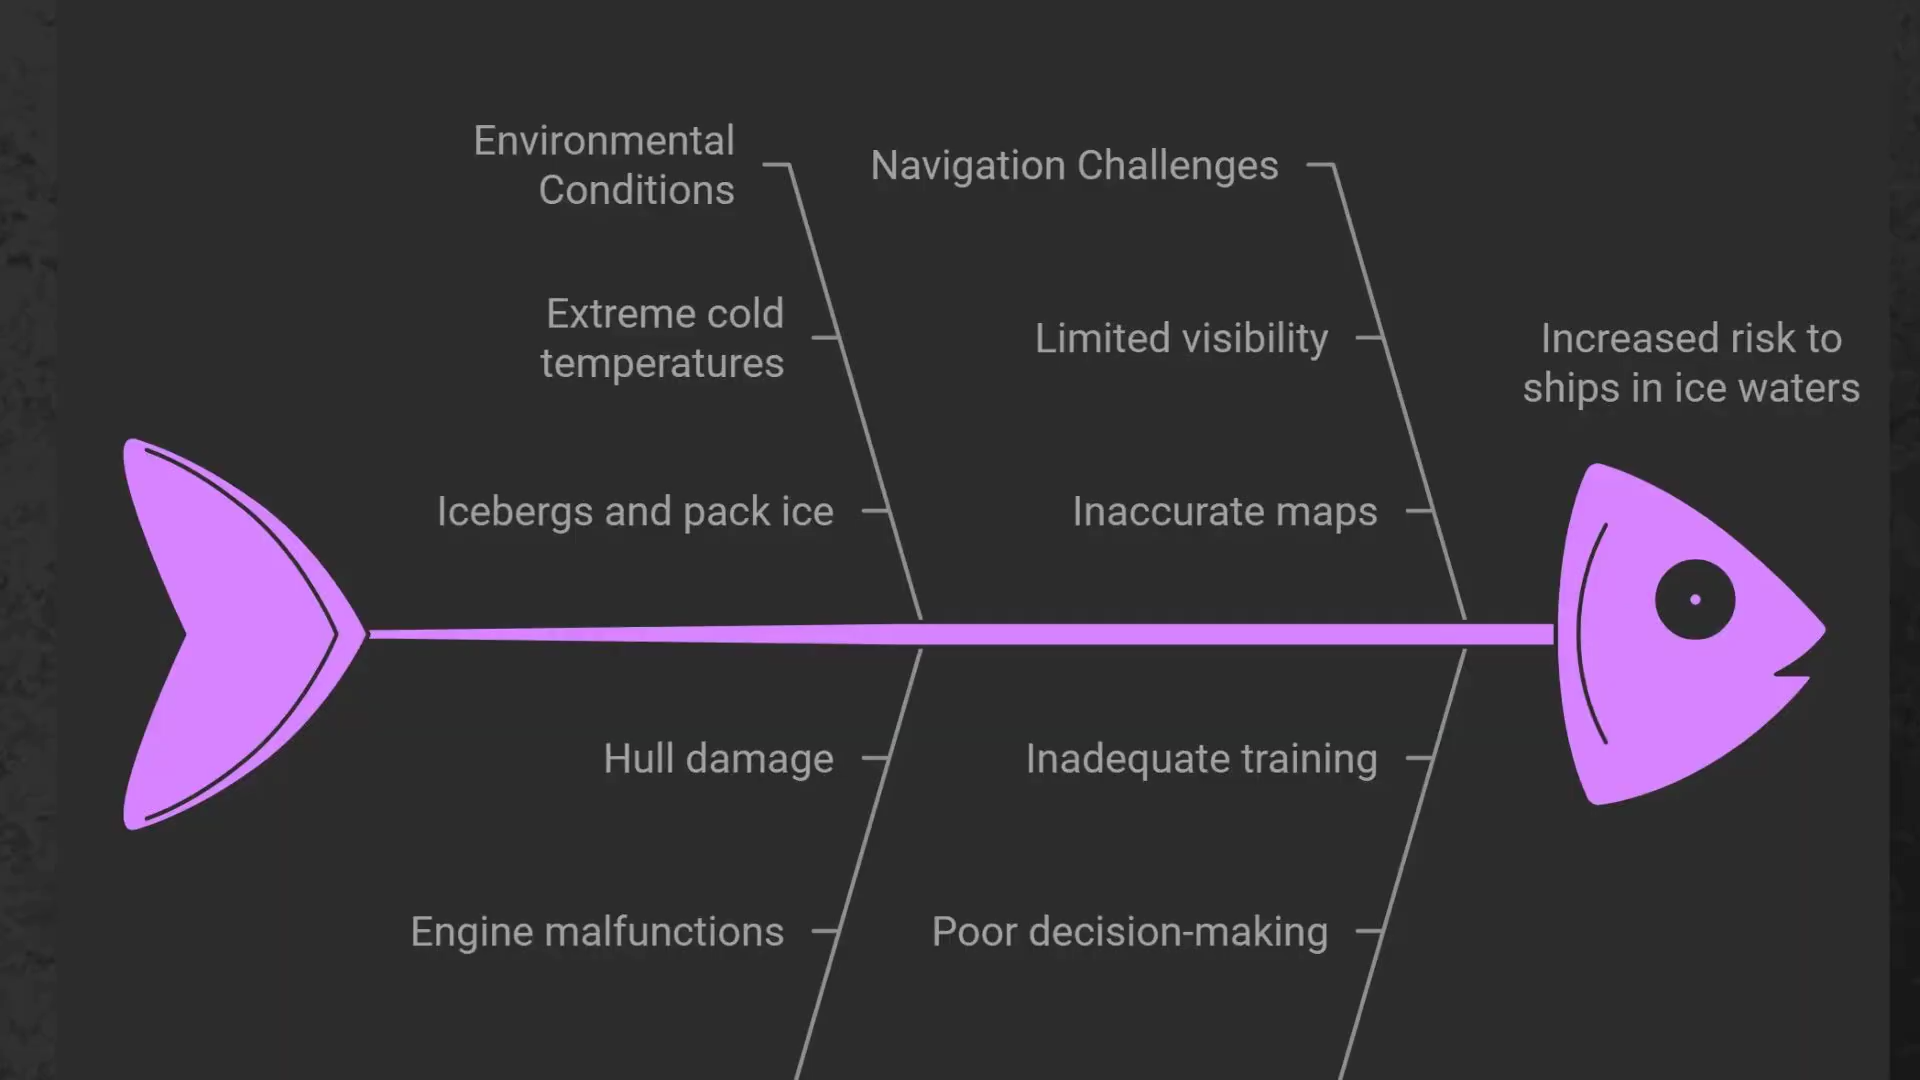 Environmental
Conditions
Navigation Challenges
Extreme cold
temperatures
Limited visibility
Increased risk to
ships in ice waters
Icebergs and pack ice
Inaccurate maps
Hull damage
Inadequate training
Engine malfunctions
Poor decision-making